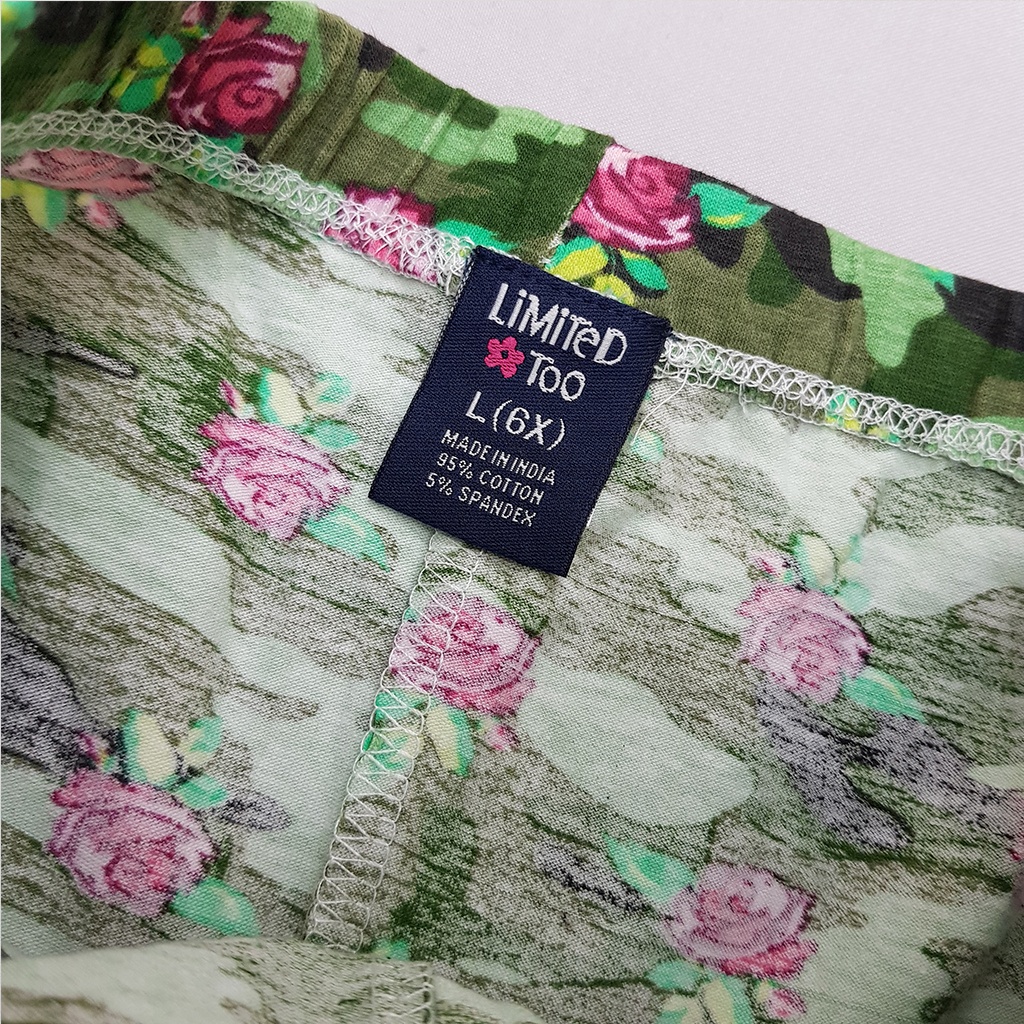 LiMiTeD
TOO
L(6X)
MADE IN INDIA
95% COTTON
5% SPANDEX